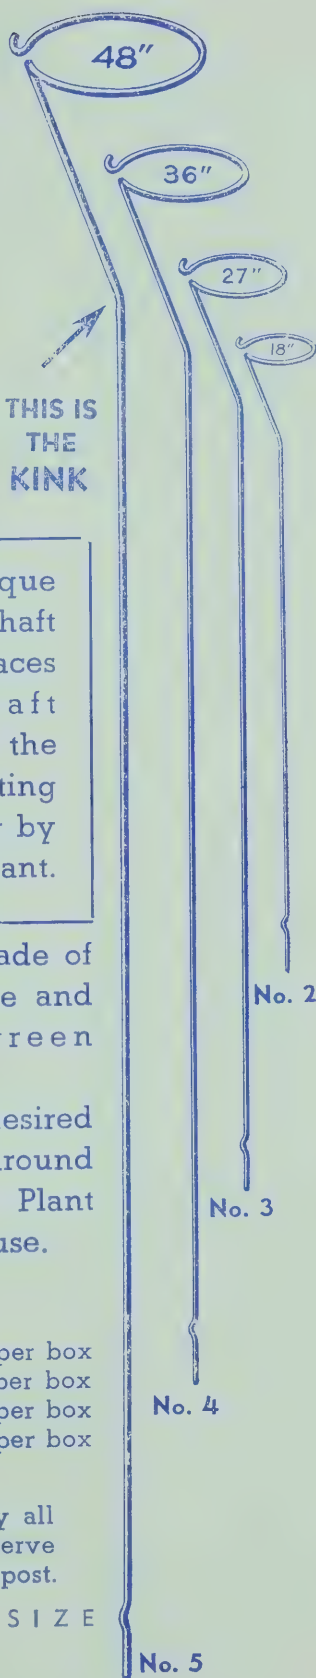 48"
36"
27"
18"
THIS IS
THE
KINK
que
haft
aces
aft
the
ting
by
ant.
ade of
e and
reen
esired
round
Plant
use.
per box
per box
per box
per box
y all
erve
post.
SIZE
No. 2
No. 3
No. 4
No. 5